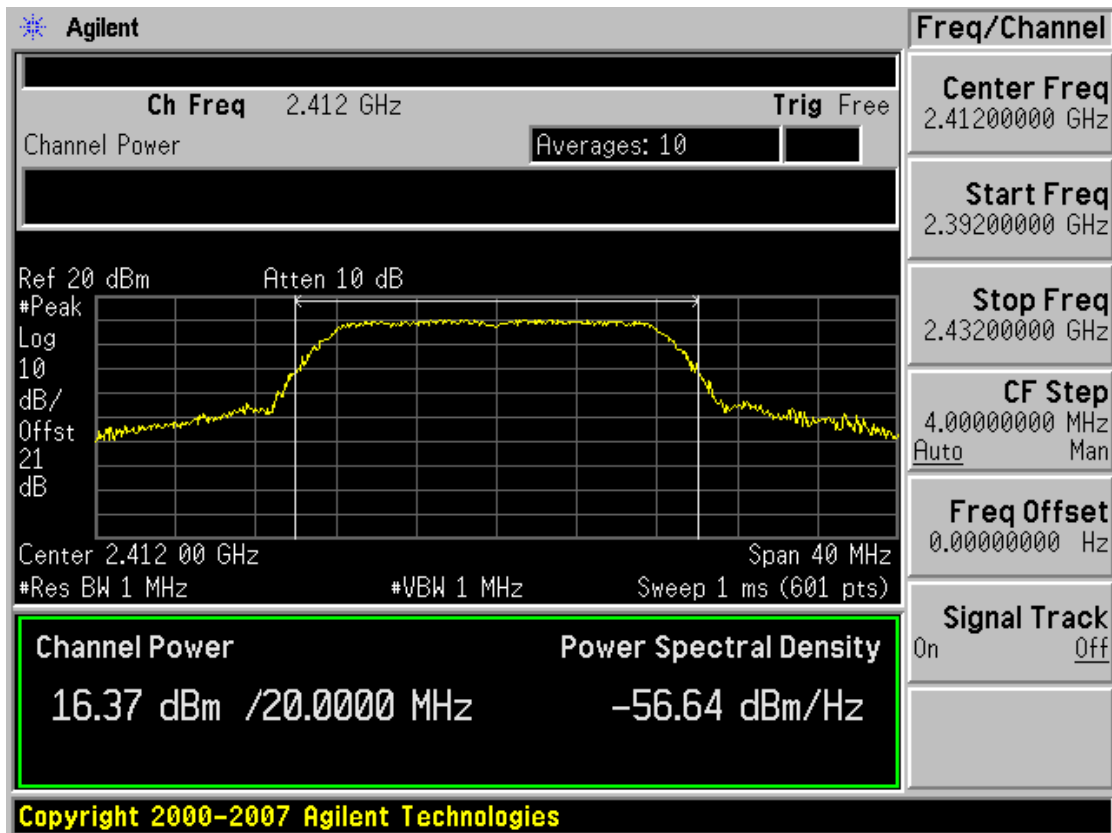 Agilent
Freq/Channel
Ch Freq 2.412 GHz Trig Free
Channel Power Averages: 10
Ref 20 dBm Atten 10 dB
#Peak
Log
10
dB/
Offst
21
dB
Center 2.412 00 GHz Span 40 MHz
#Res BW 1 MHz #VBW 1 MHz Sweep 1 ms (601 pts)
Channel Power Power Spectral Density
16.37 dBm /20.0000 MHz -56.64 dBm/Hz
Center Freq
2.41200000 GHz
Start Freq
2.39200000 GHz
Stop Freq
2.43200000 GHz
CF Step
4.00000000 MHz
Auto Man
Freq Offset
0.00000000 Hz
Signal Track
On Off
Copyright 2000-2007 Agilent Technologies